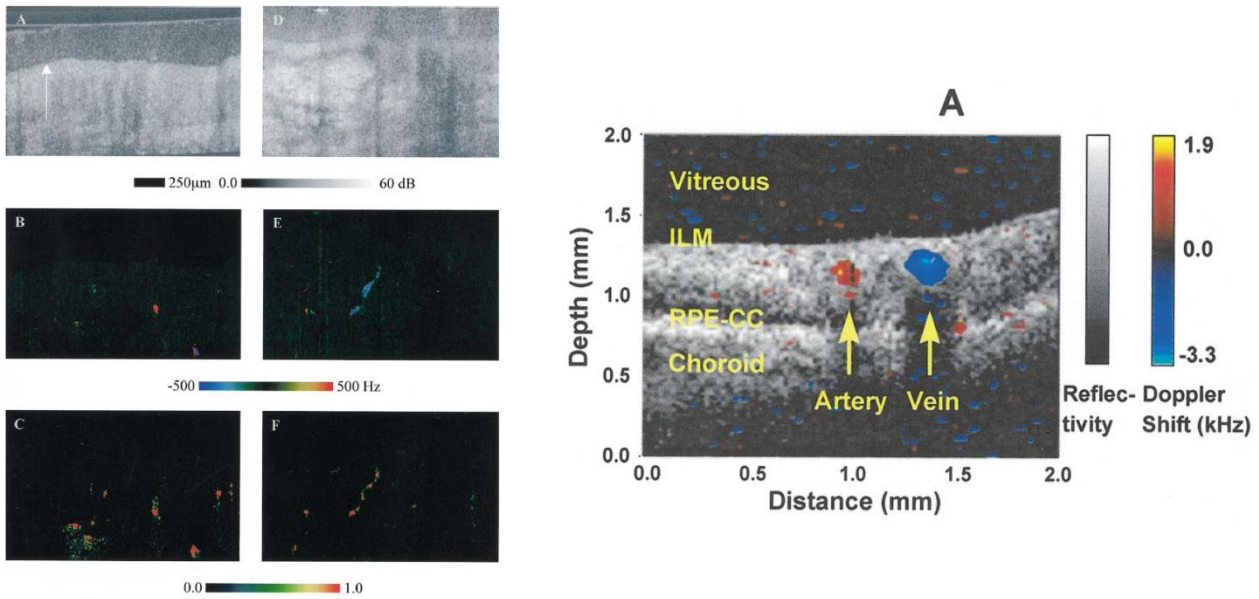 A
D
250µm 0.0 60 dB
B
E
-500 500 Hz
C
F
0.0 1.0
A
2.0
1.5
1.0
0.5
0.0
Depth (mm)
Vitreous
ILM
RPE-CC
Choroid
Artery Vein
0.0 0.5 1.0 1.5 2.0
Distance (mm)
1.9
0.0
-3.3
Reflec-
tivity
Doppler
Shift (kHz)